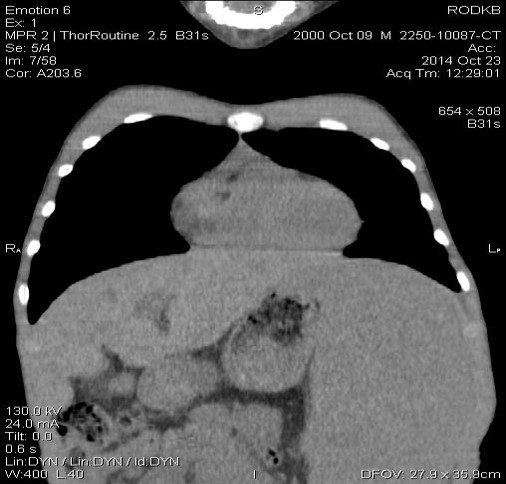 Emotion 6
Ex: 1
MPR 2 | ThorRoutine 2.5 B31s
Se: 5/4
Im: 7/58
Cor: A203.6
S
RODKB
2000 Oct 09 M 2250-10087-CT
Acc:
2014 Oct 23
Acq Tm: 12:29:01
654 x 508
B31s
RA
LP
130.0 kV
24.0 mA
Tilt: 0.0
0.6 s
Lin:DYN / Lin:DYN / Id:DYN
W:400 L:40
I
DFOV: 27.9 x 35.9cm